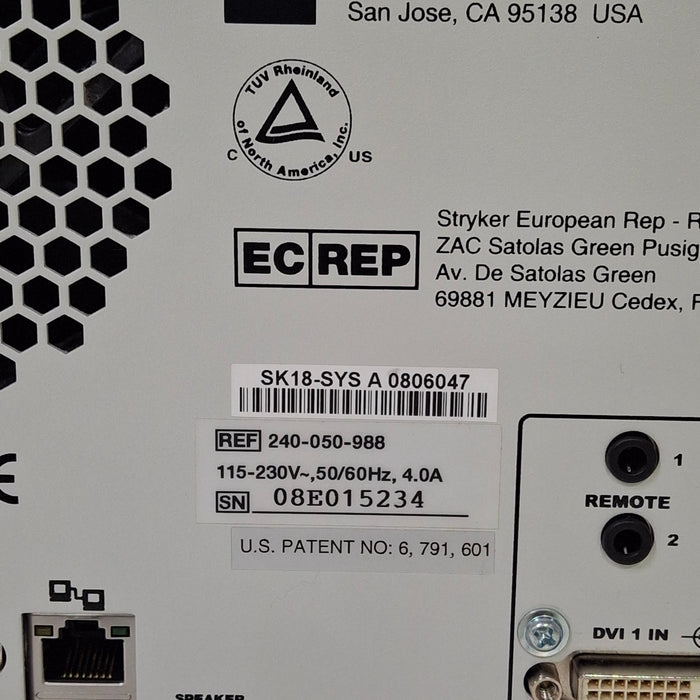 San Jose, CA 95138 USA
TUV Rheinland
of North America, Inc.
C US
EC REP
Stryker European Rep - R
ZAC Satolas Green Pusig
Av. De Satolas Green
69881 MEYZIEU Cedex, F
SK18-SYS A 0806047
REF 240-050-988
115-230V~,50/60Hz, 4.0A
SN 08E015234
U.S. PATENT NO: 6, 791, 601
1
REMOTE
2
DVI 1 IN
SPEAKER